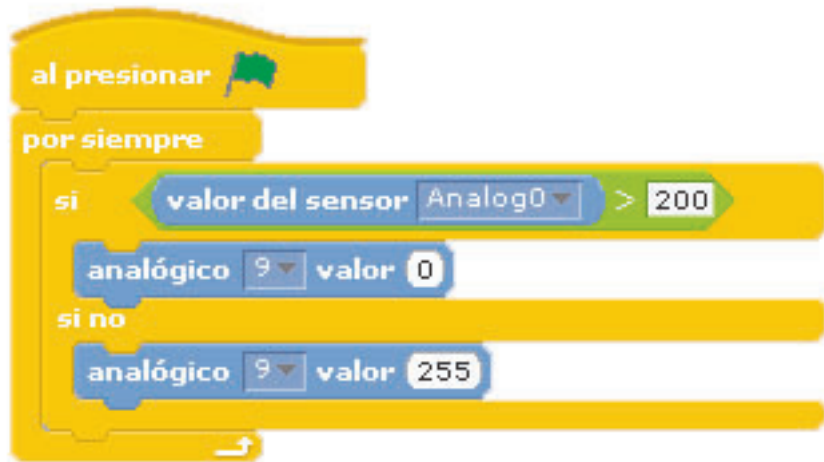 al presionar
por siempre
si valor del sensor Analog0 > 200
analógico 9 valor 0
si no
analógico 9 valor 255